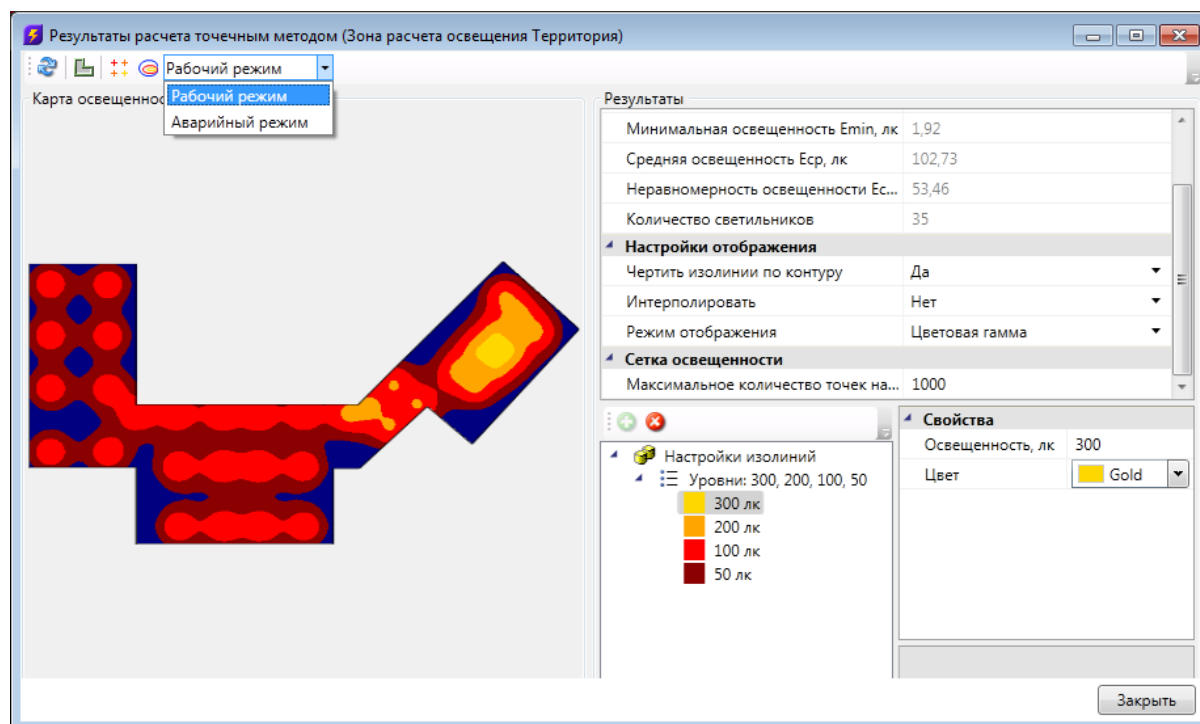 Результаты расчета точечным методом (Зона расчета освещения Территория)
Рабочий режим
Рабочий режим
Аварийный режим
Карта освещеннос
Результаты
Минимальная освещенность Emin, лк 1,92
Средняя освещенность Еср, лк 102,73
Неравномерность освещенности Ес... 53,46
Количество светильников 35
Настройки отображения
Чертить изолинии по контуру Да
Интерполировать Нет
Режим отображения Цветовая гамма
Сетка освещенности
Максимальное количество точек на... 1000
Настройки изолиний
Уровни: 300, 200, 100, 50
300 лк
200 лк
100 лк
50 лк
Свойства
Освещенность, лк 300
Цвет Gold
Закрыть